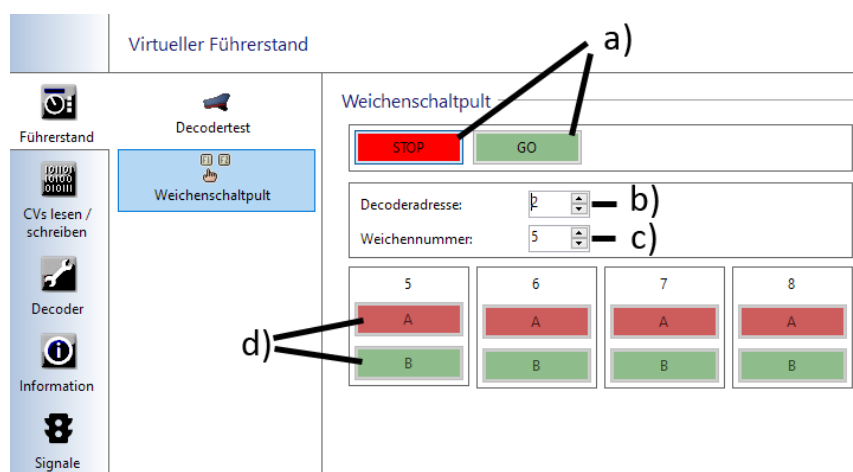 Virtueller Führerstand
a)
Führerstand
CVs lesen /
schreiben
Decoder
Information
Signale
Decodertest
Weichenschaltpult
Weichenschaltpult
STOP GO
Decoderadresse: 2 b)
Weichennummer: 5 c)
5 6 7 8
A A A A
d)
B B B B